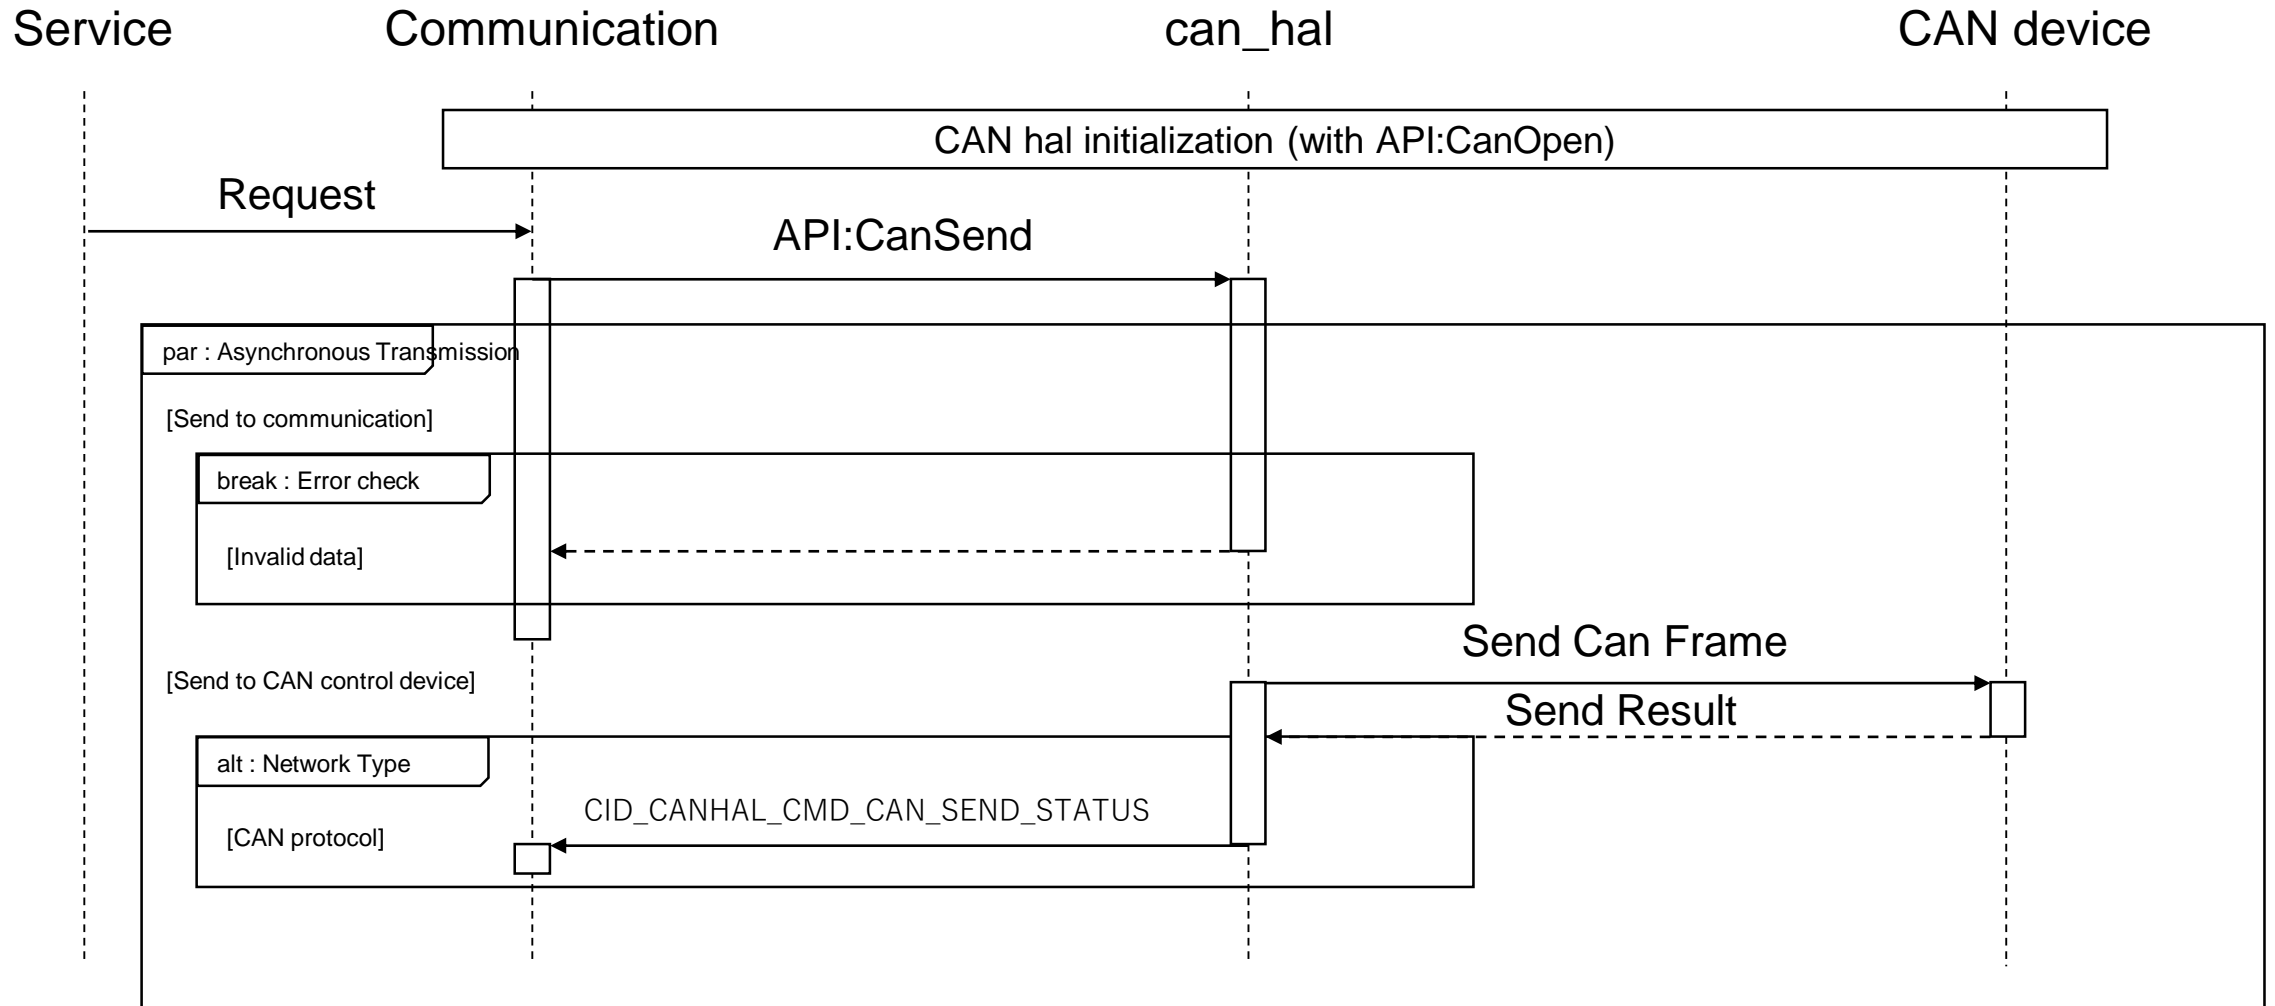 Service
Communication
can_hal
CAN device
CAN hal initialization (with API:CanOpen)
Request
API:CanSend
par : Asynchronous Transmission
[Send to communication]
break : Error check
[Invalid data]
Send Can Frame
[Send to CAN control device]
Send Result
alt : Network Type
CID_CANHAL_CMD_CAN_SEND_STATUS
[CAN protocol]